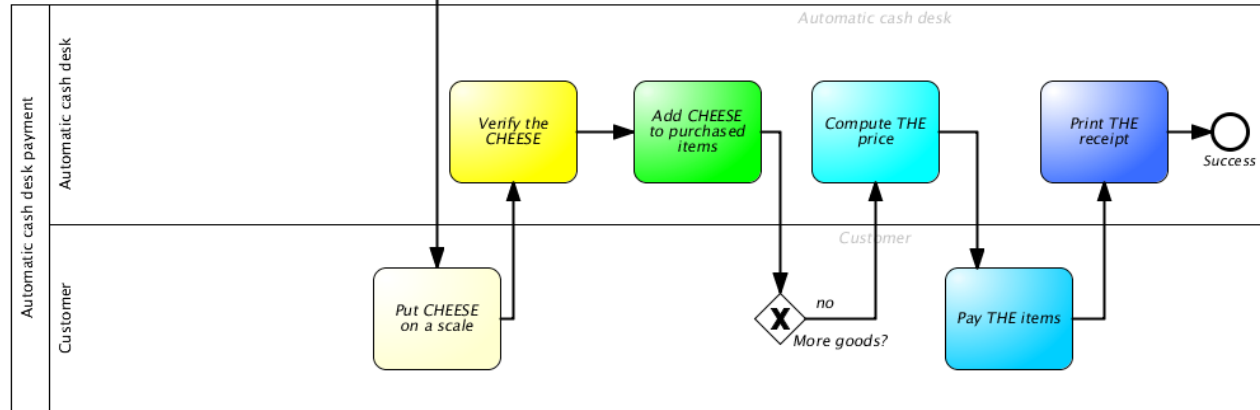 Automatic cash desk payment
Automatic cash desk
Automatic cash desk
Verify the
CHEESE
Add CHEESE
to purchased
items
Compute THE
price
Print THE
receipt
Success
Customer
Customer
Put CHEESE
on a scale
X
no
More goods?
Pay THE items